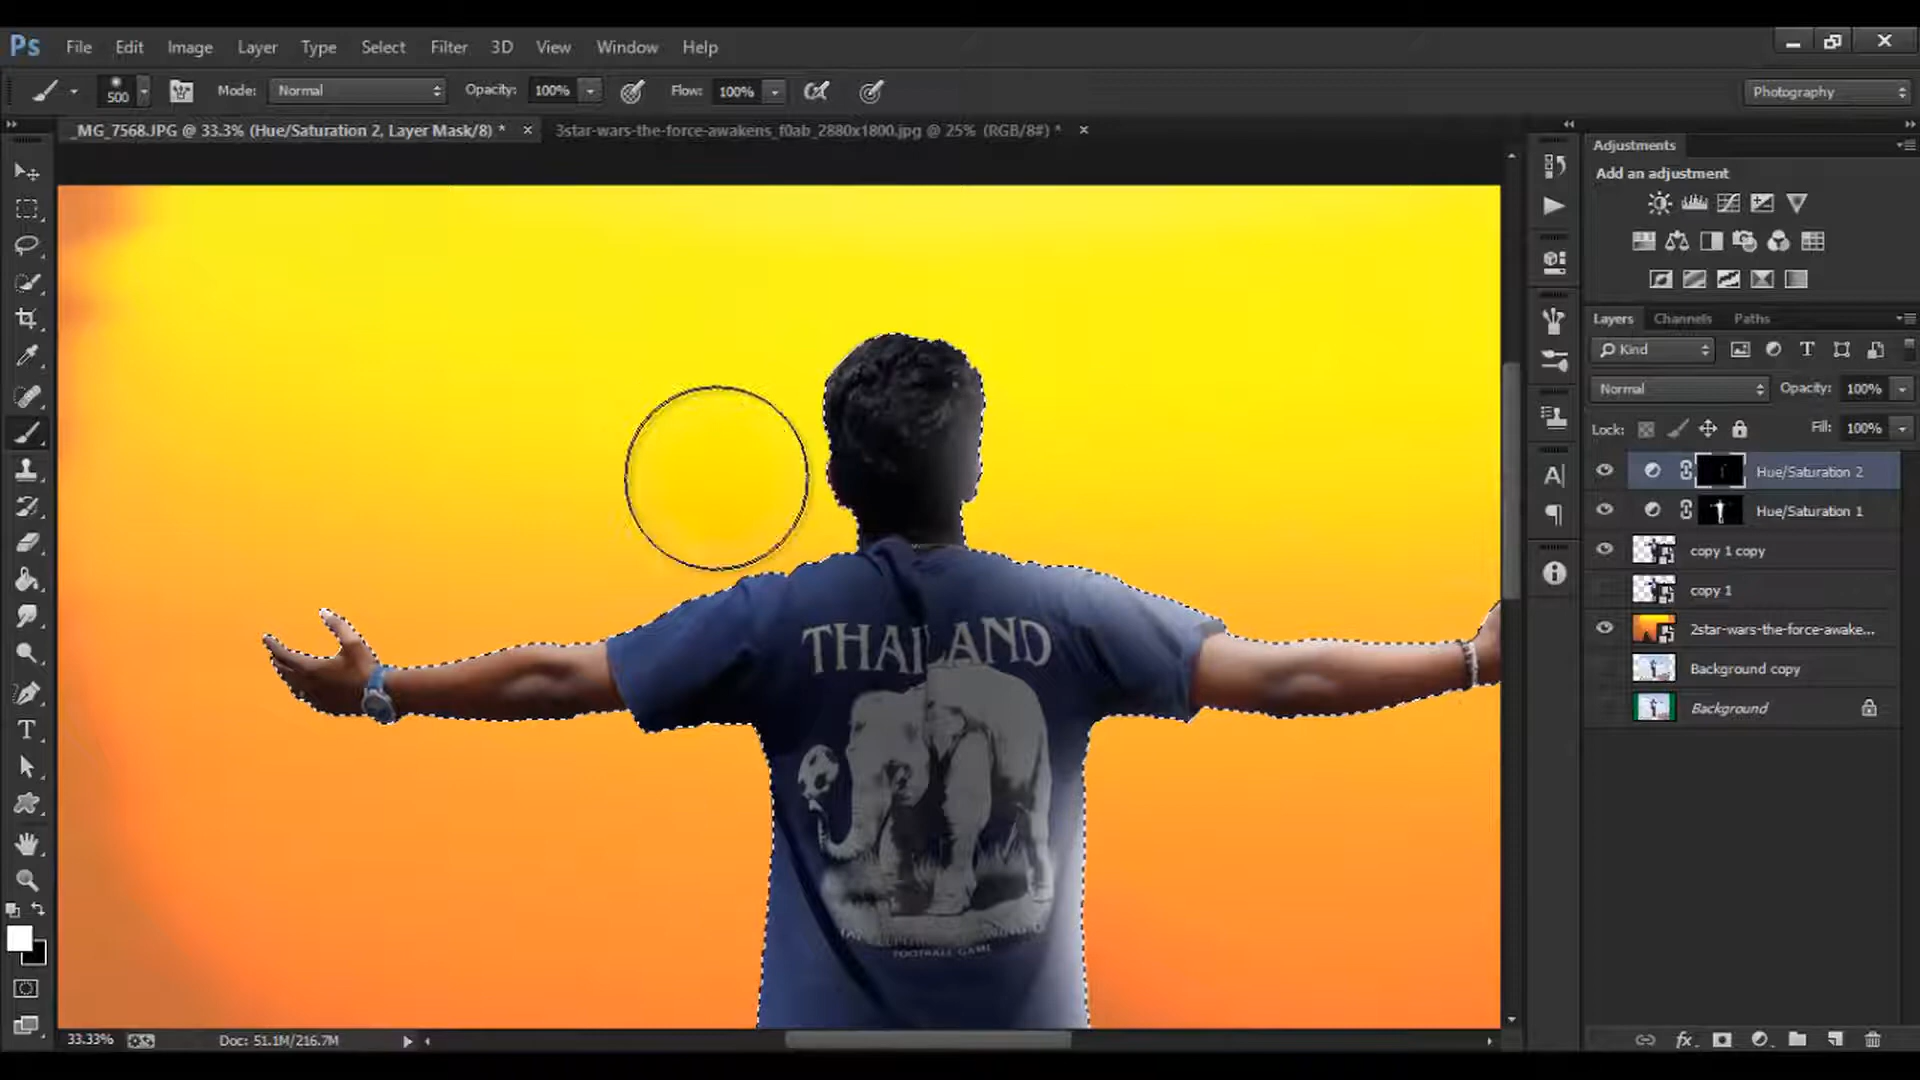 Ps File Edit Image Layer Type Select Filter 3D View Window Help
500 Mode: Normal Opacity: 100% Flow: 100% Photography
_MG_7568.JPG @ 33.3% (Hue/Saturation 2, Layer Mask/8) * × 3star-wars-the-force-awakens_f0ab_2880x1800.jpg @ 25% (RGB/8#) * ×
Adjustments
Add an adjustment
Layers Channels Paths
Kind
Normal Opacity: 100%
Lock: Fill: 100%
Hue/Saturation 2
Hue/Saturation 1
copy 1 copy
copy 1
2star-wars-the-force-awake...
Background copy
Background
THAILAND
FOOTBALL GAME
33.33% Doc: 51.1M/216.7M